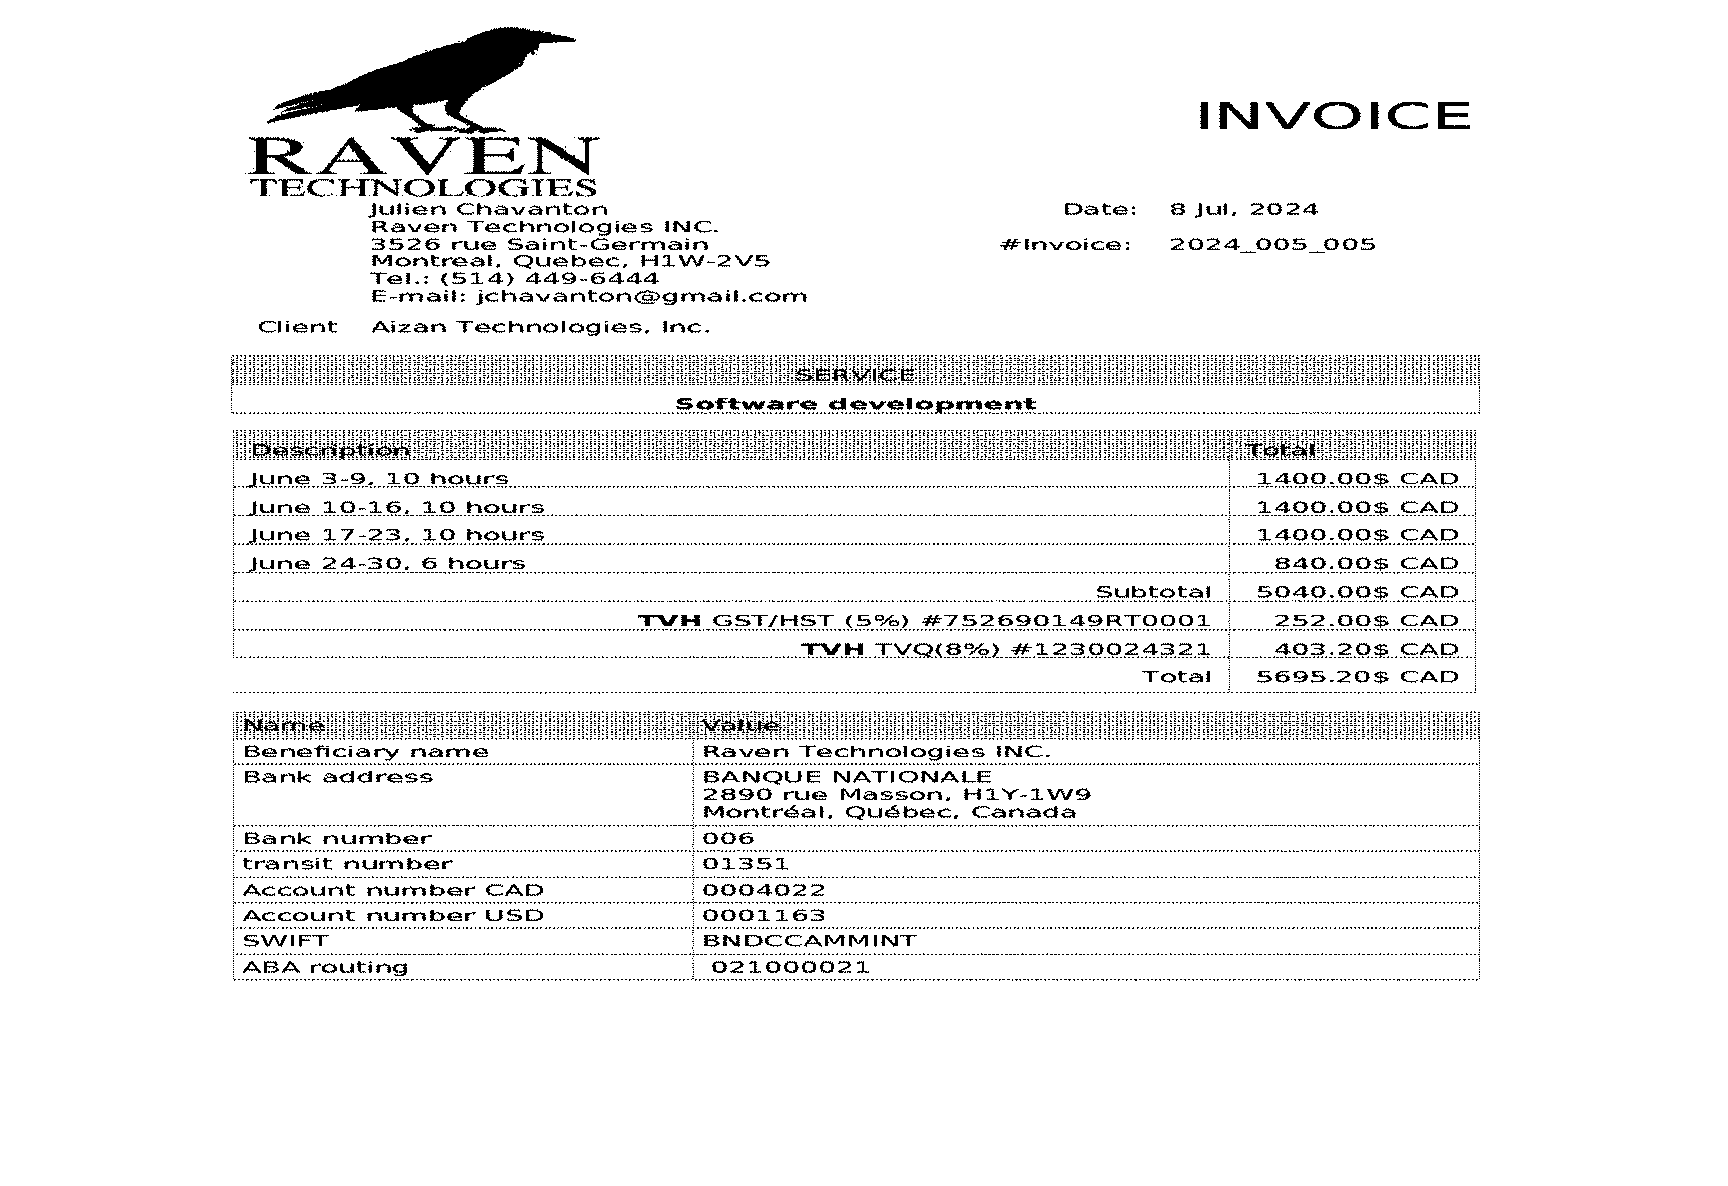 RAVEN
TECHNOLOGIES
INVOICE
Julien Chavanton
Raven Technologies INC.
3526 rue Saint-Germain
Montreal, Quebec, H1W-2V5
Tel.: (514) 449-6444
E-mail: jchavanton@gmail.com
Date: 8 Jul, 2024
#Invoice: 2024_005_005
Client Aizan Technologies, Inc.
SERVICE
Software development
Description Total
June 3-9, 10 hours 1400.00$ CAD
June 10-16, 10 hours 1400.00$ CAD
June 17-23, 10 hours 1400.00$ CAD
June 24-30, 6 hours 840.00$ CAD
Subtotal 5040.00$ CAD
TVH GST/HST (5%) #752690149RT0001 252.00$ CAD
TVH TVQ(8%) #1230024321 403.20$ CAD
Total 5695.20$ CAD
Name Value
Beneficiary name Raven Technologies INC.
Bank address BANQUE NATIONALE
2890 rue Masson, H1Y-1W9
Montréal, Québec, Canada
Bank number 006
transit number 01351
Account number CAD 0004022
Account number USD 0001163
SWIFT BNDCCAMMINT
ABA routing 021000021